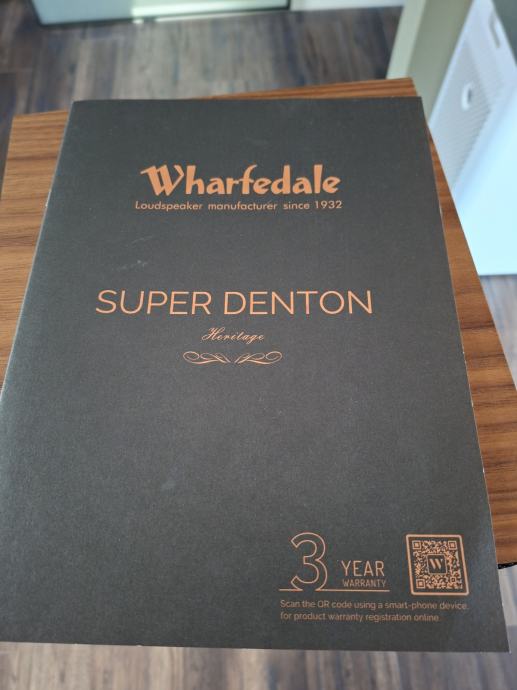 Wharfedale
Loudspeaker manufacturer since 1932
SUPER DENTON
Heritage
3 YEAR
WARRANTY
W
Scan the QR code using a smart-phone device,
for product warranty registration online.